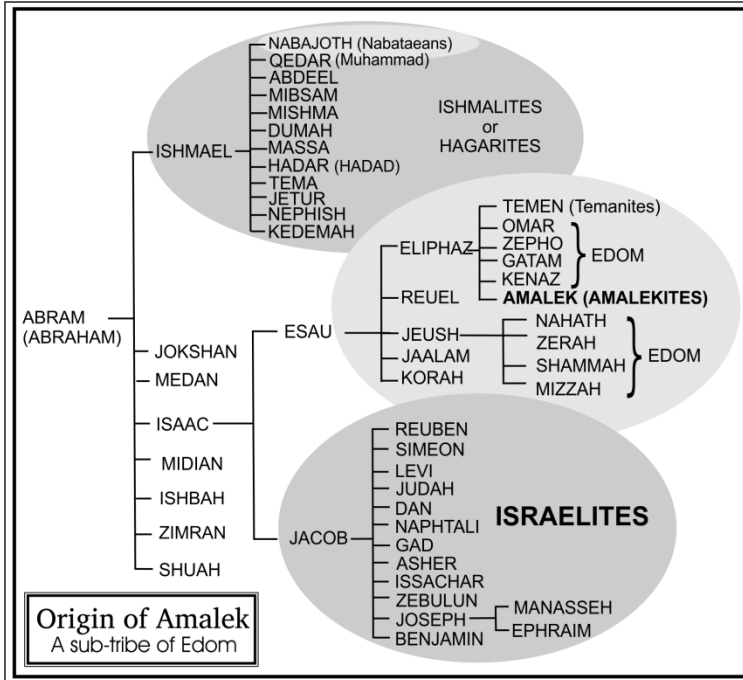 NABAJOTH (Nabataeans)
QEDAR (Muhammad)
ABDEEL
MIBSAM
MISHMA
DUMAH
MASSA
HADAR (HADAD)
TEMA
JETUR
NEPHISH
KEDEMAH
ISHMAEL
ISHMALITES
or
HAGARITES
ABRAM
(ABRAHAM)
JOKSHAN
MEDAN
ISAAC
MIDIAN
ISHBAH
ZIMRAN
SHUAH
ESAU
ELIPHAZ
REUEL
JEUSH
JAALAM
KORAH
TEMEN (Temanites)
OMAR
ZEPHO
GATAM
KENAZ
EDOM
AMALEK (AMALEKITES)
NAHATH
ZERAH
SHAMMAH
MIZZAH
EDOM
JACOB
REUBEN
SIMEON
LEVI
JUDAH
DAN
NAPHTALI
GAD
ASHER
ISSACHAR
ZEBULUN
JOSEPH
BENJAMIN
MANASSEH
EPHRAIM
ISRAELITES
Origin of Amalek
A sub-tribe of Edom